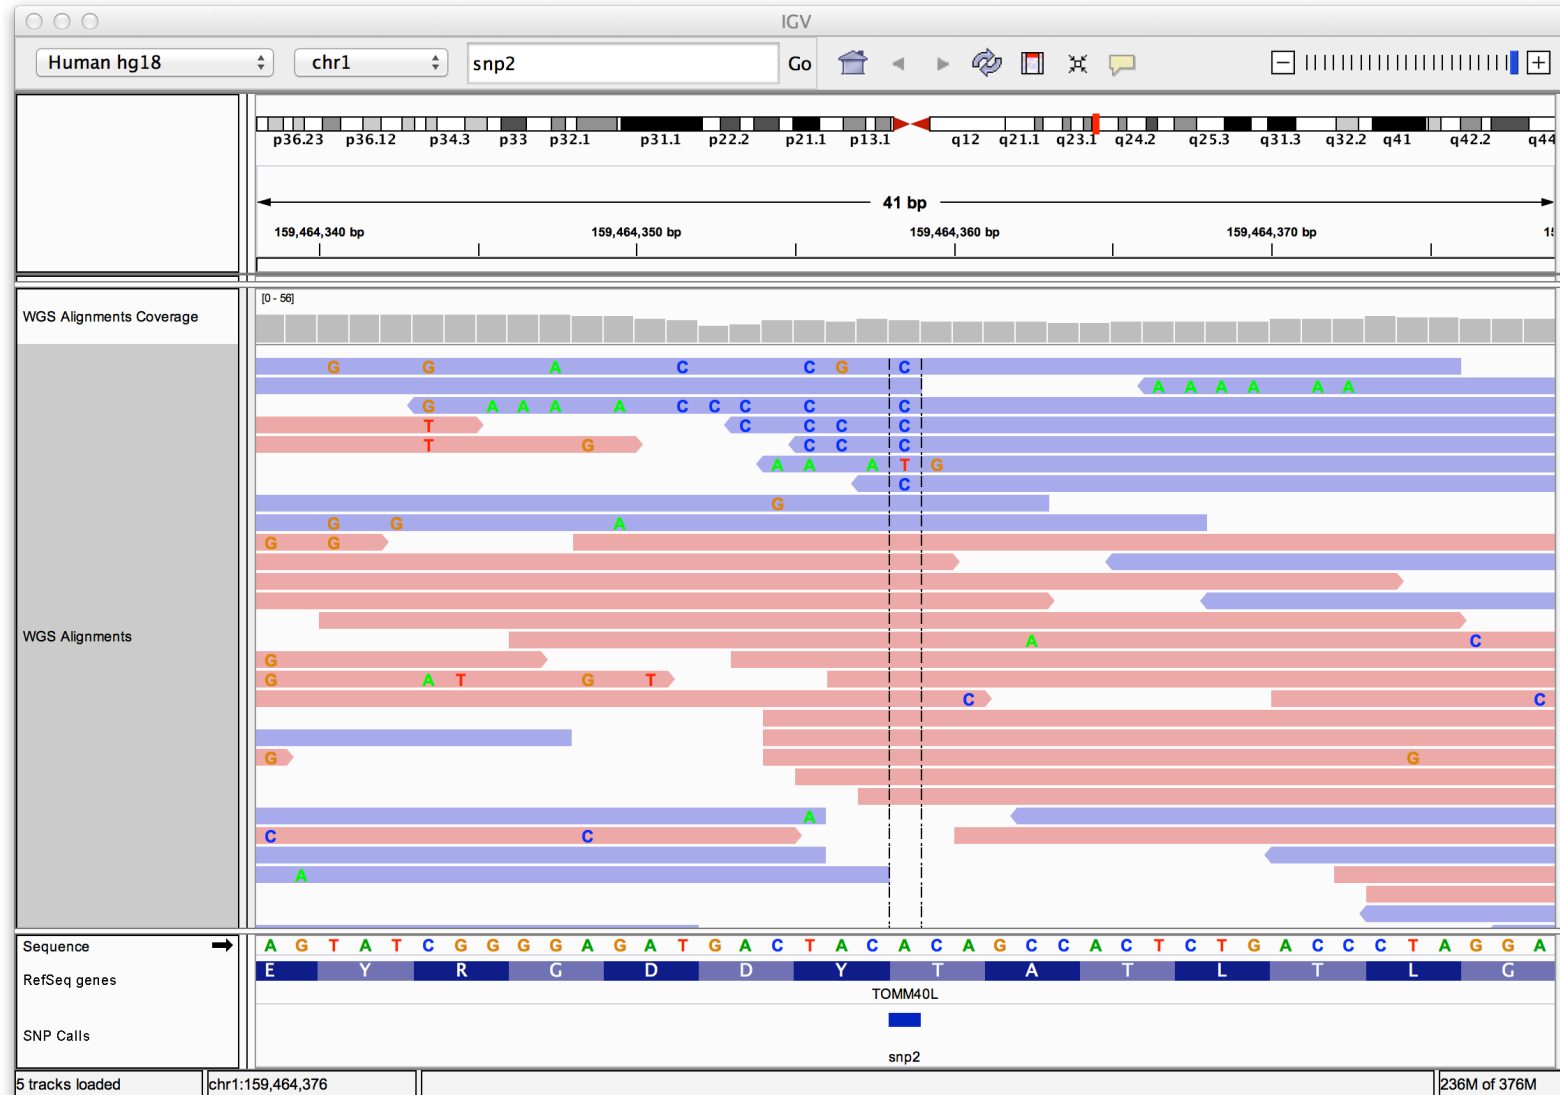 IGV
Human hg18 chr1 snp2 Go
p36.23 p36.12 p34.3 p33 p32.1 p31.1 p22.2 p21.1 p13.1 q12 q21.1 q23.1 q24.2 q25.3 q31.3 q32.2 q41 q42.2 q44
41 bp
159,464,340 bp 159,464,350 bp 159,464,360 bp 159,464,370 bp 15
[0 - 56]
WGS Alignments Coverage
G G A C C G C
A A A A A A
G A A A A C C C C C
T C C C C
T G C C C
A A A T G
C
G
G G A
G G
WGS Alignments
A C
G
G A T G T
C C
G G
A
C C
A
Sequence A G T A T C G G G G A G A T G A C T A C A C A G C C A C T C T G A C C C T A G G A
RefSeq genes E Y R G D D Y T A T L T L G
TOMM40L
SNP Calls
snp2
5 tracks loaded chr1:159,464,376 236M of 376M